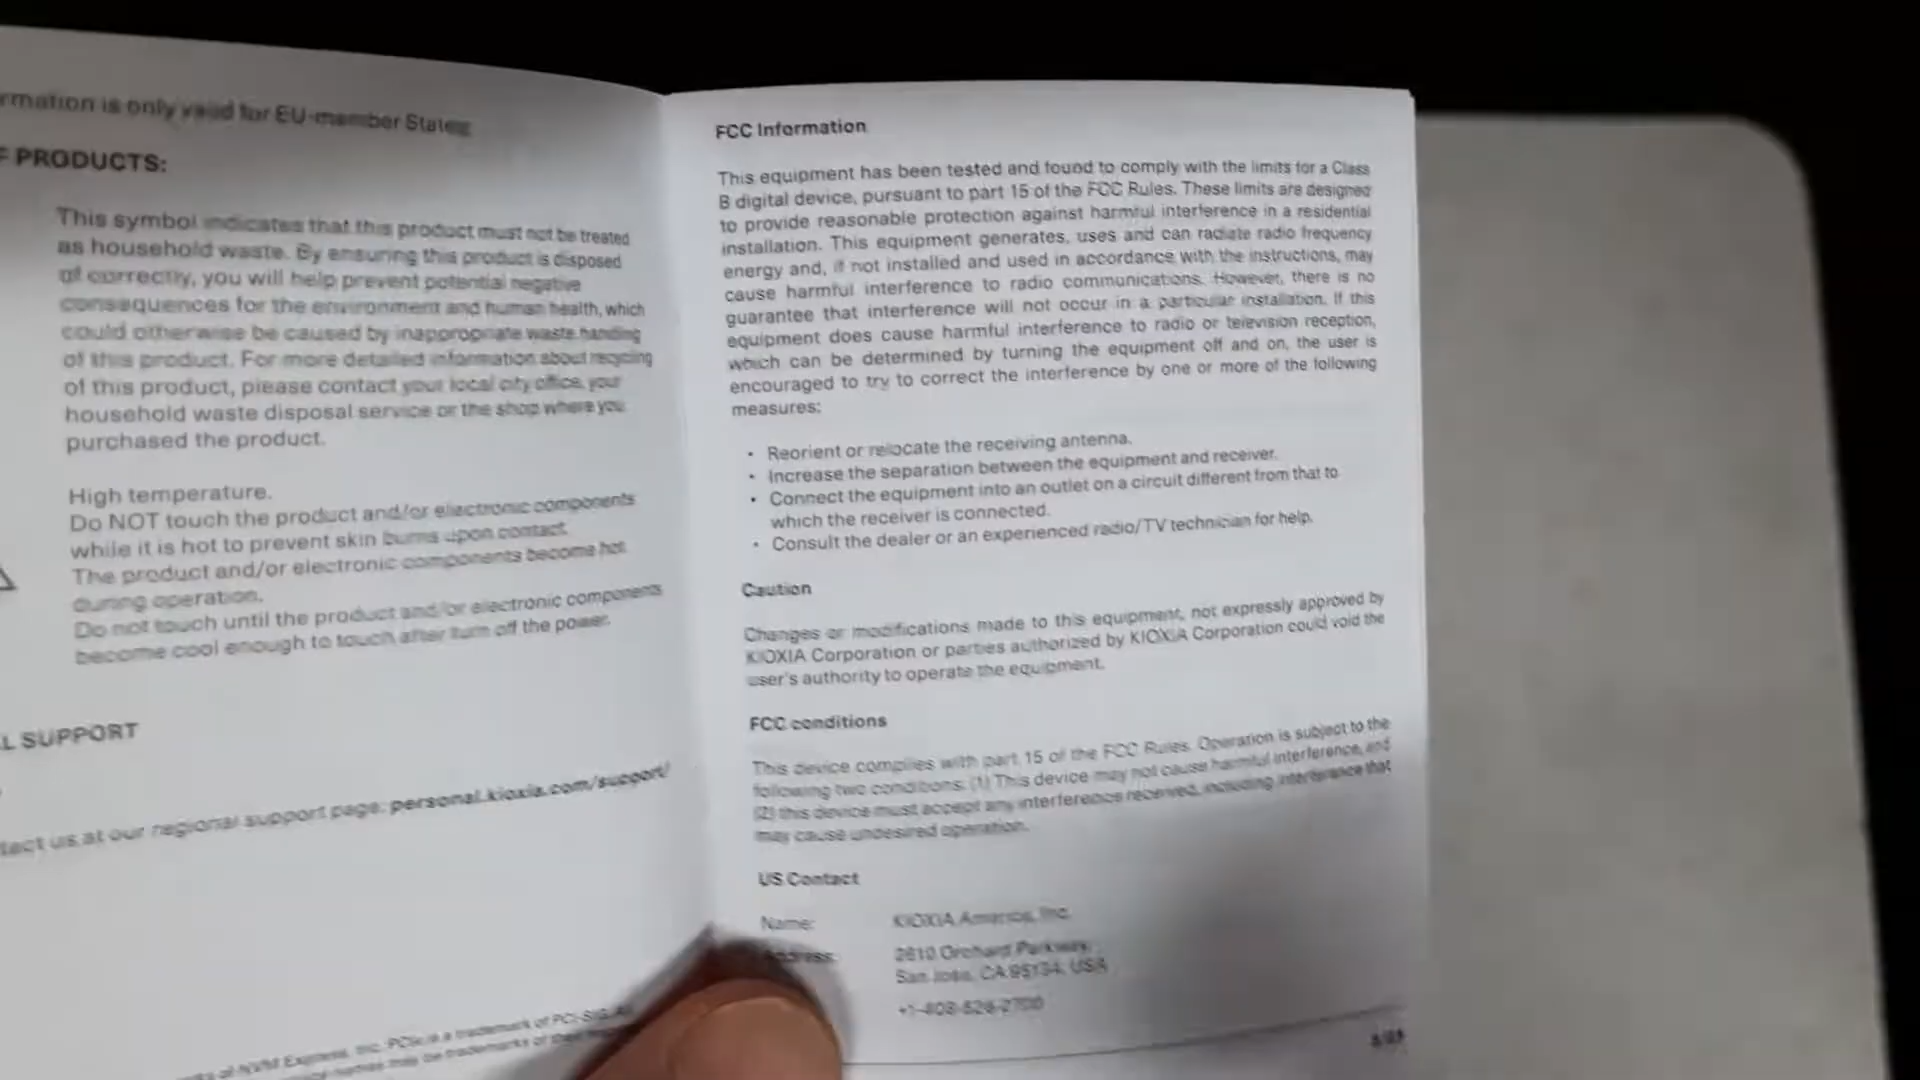 rmation is only valid for EU-member States
F PRODUCTS:
This symbol indicates that this product must not be treated
as household waste. By ensuring this product is disposed
of correctly, you will help prevent potential negative
consequences for the environment and human health, which
could otherwise be caused by inappropriate waste handling
of this product. For more detailed information about recycling
of this product, please contact your local city office, your
household waste disposal service or the shop where you
purchased the product.
High temperature.
Do NOT touch the product and/or electronic components
while it is hot to prevent skin burns upon contact.
The product and/or electronic components become hot
during operation.
Do not touch until the product and/or electronic components
become cool enough to touch after turn off the power.
L SUPPORT
tact us at our regional support page: personal.kioxia.com/support/
of NVM Express, Inc. PCIe is a trademark of PCI-SIG.
names may be trademarks of their
FCC Information
This equipment has been tested and found to comply with the limits for a Class
B digital device, pursuant to part 15 of the FCC Rules. These limits are designed
to provide reasonable protection against harmful interference in a residential
installation. This equipment generates, uses and can radiate radio frequency
energy and, if not installed and used in accordance with the instructions, may
cause harmful interference to radio communications. However, there is no
guarantee that interference will not occur in a particular installation. If this
equipment does cause harmful interference to radio or television reception,
which can be determined by turning the equipment off and on, the user is
encouraged to try to correct the interference by one or more of the following
measures:
• Reorient or relocate the receiving antenna.
• Increase the separation between the equipment and receiver.
• Connect the equipment into an outlet on a circuit different from that to
which the receiver is connected.
• Consult the dealer or an experienced radio/TV technician for help.
Caution
Changes or modifications made to this equipment, not expressly approved by
KIOXIA Corporation or parties authorized by KIOXIA Corporation could void the
user's authority to operate the equipment.
FCC conditions
This device complies with part 15 of the FCC Rules. Operation is subject to the
following two conditions: (1) This device may not cause harmful interference, and
(2) this device must accept any interference received, including interference that
may cause undesired operation.
US Contact
Name: KIOXIA America, Inc.
Address: 2610 Orchard Parkway,
San Jose, CA 95134, USA
+1-408-526-2700